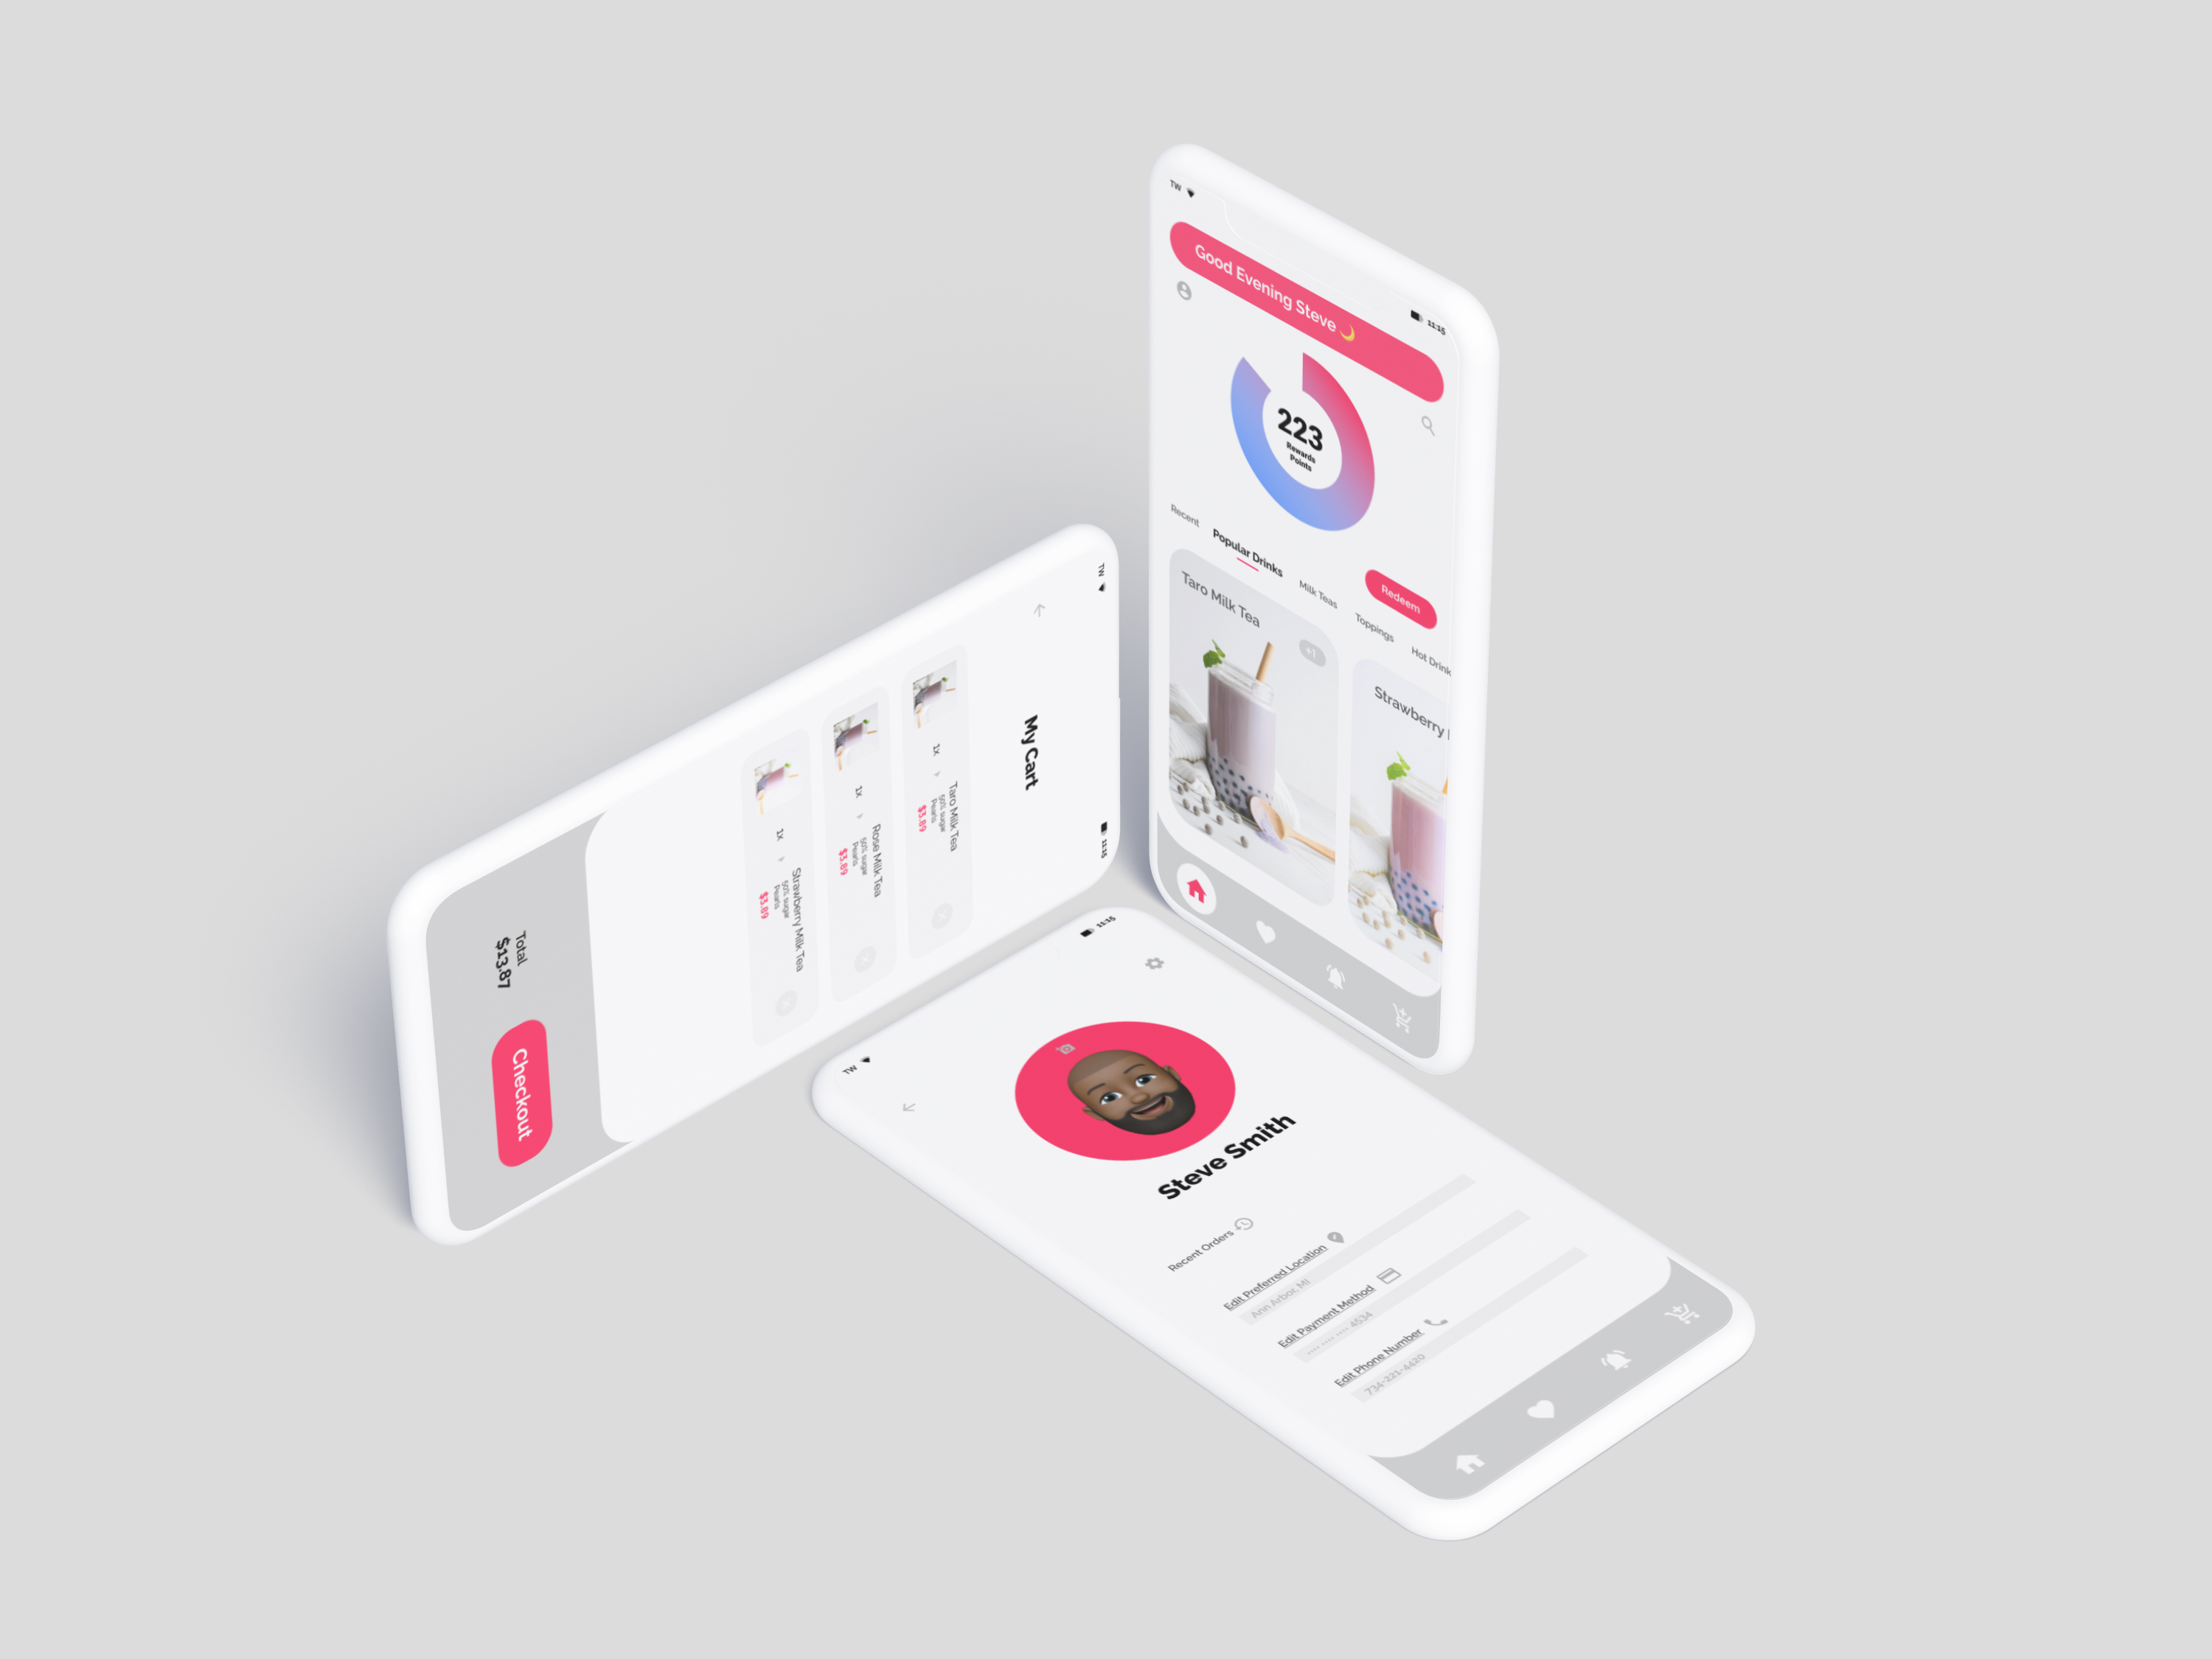 TW
11:15
Good Evening Steve
223
Rewards
Points
Redeem
Recent
Popular Drinks
Milk Teas
Toppings
Hot Drink
Taro Milk Tea
+1
Strawberry
TW
11:15
My Cart
1x
Taro Milk Tea
50% sugar
Pearls
$3.89
1x
Rose Milk Tea
50% sugar
Pearls
$3.89
1x
Strawberry Milk Tea
50% sugar
Pearls
$3.89
Total
$13.87
Checkout
TW
11:15
Steve Smith
Recent Orders
Edit Preferred Location
Ann Arbor, MI
Edit Payment Method
**** **** **** 4534
Edit Phone Number
734-221-4420